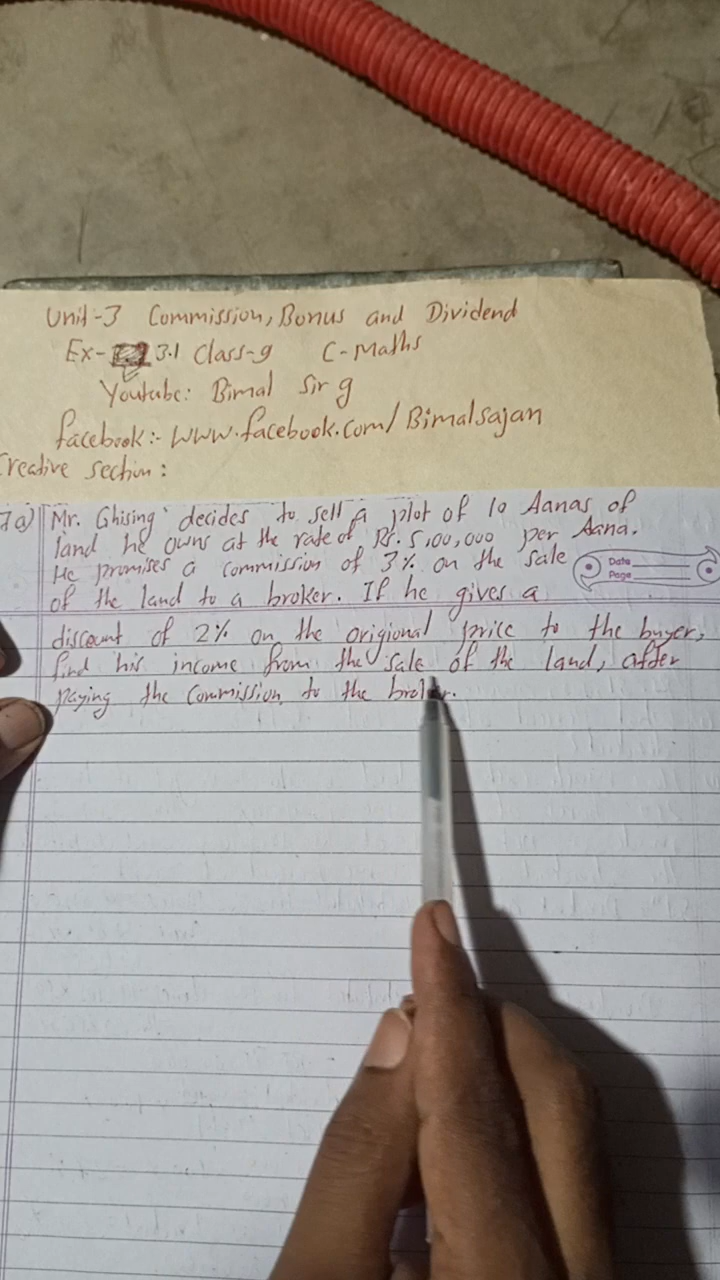 Unit-3 Commission, Bonus and Dividend
Ex- 3.1 Class-9 C-Maths
Youtube: Bimal Sir g
facebook:- www.facebook.com/Bimalsajan
Creative section:
7a) Mr. Ghising decides to sell a plot of 10 Aanas of
land he owns at the rate of Rs. 5,00,000 per Aana.
He promises a commission of 3% on the sale
Date
Page
of the land to a broker. If he gives a
discount of 2% on the origional price to the buyer,
find his income from the sale of the land, after
paying the commission to the broker.